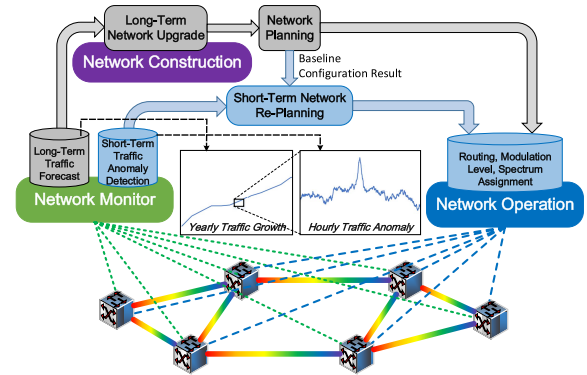 Long-Term
Network Upgrade
Network
Planning
Network Construction
Baseline
Configuration Result
Short-Term Network
Re-Planning
Long-Term
Traffic
Forecast
Short-Term
Traffic
Anomaly
Detection
Network Monitor
Yearly Traffic Growth
Hourly Traffic Anomaly
Routing, Modulation
Level, Spectrum
Assignment
Network Operation